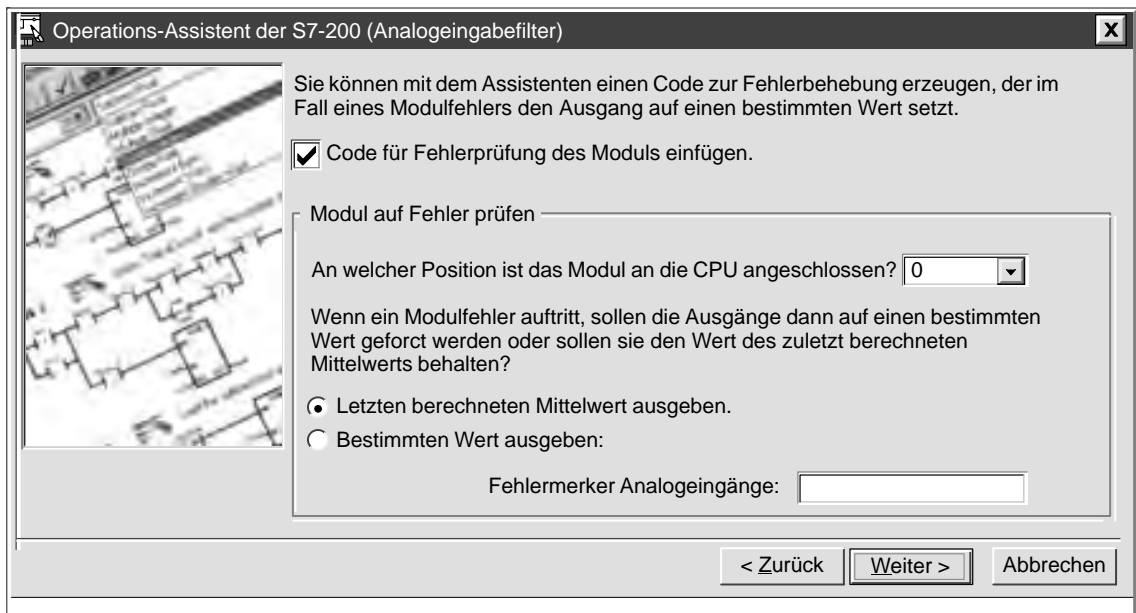 Operations-Assistent der S7-200 (Analogeingabefilter)
Sie können mit dem Assistenten einen Code zur Fehlerbehebung erzeugen, der im
Fall eines Modulfehlers den Ausgang auf einen bestimmten Wert setzt.
Code für Fehlerprüfung des Moduls einfügen.
Modul auf Fehler prüfen
An welcher Position ist das Modul an die CPU angeschlossen? 0
Wenn ein Modulfehler auftritt, sollen die Ausgänge dann auf einen bestimmten
Wert geforct werden oder sollen sie den Wert des zuletzt berechneten
Mittelwerts behalten?
Letzten berechneten Mittelwert ausgeben.
Bestimmten Wert ausgeben:
Fehlermerker Analogeingänge:
< Zurück Weiter > Abbrechen